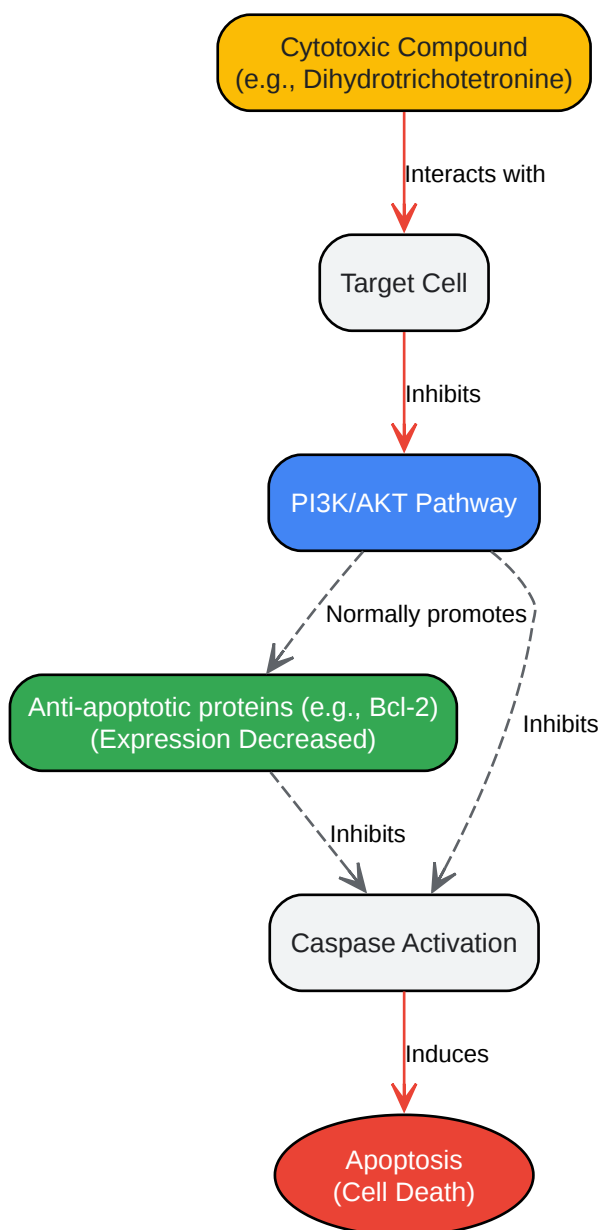 Cytotoxic Compound
(e.g., Dihydrotrichotetronine)
Interacts with
Target Cell
Inhibits
PI3K/AKT Pathway
Normally promotes
Anti-apoptotic proteins (e.g., Bcl-2)
(Expression Decreased)
Inhibits
Inhibits
Caspase Activation
Induces
Apoptosis
(Cell Death)